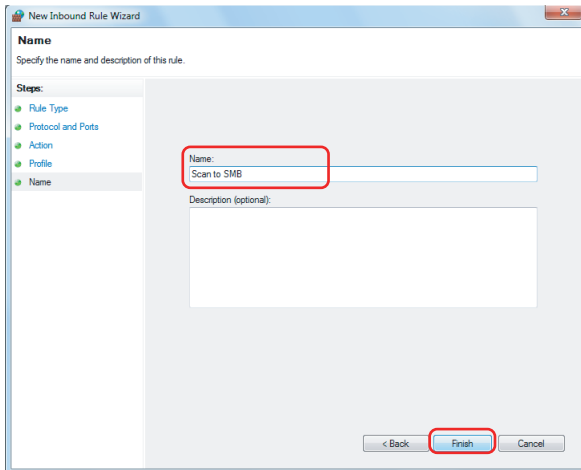 New Inbound Rule Wizard
Name
Specify the name and description of this rule.
Steps:
Rule Type
Protocol and Ports
Action
Profile
Name
Name:
Scan to SMB
Description (optional):
< Back
Finish
Cancel